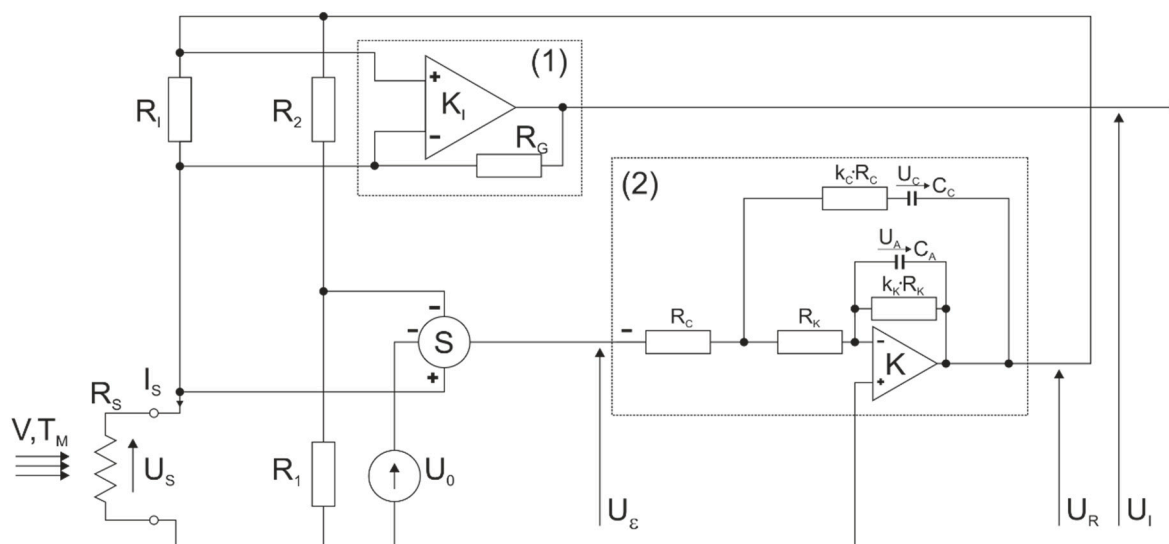 (1)
+
K_I
-
R_I
R_2
R_G
(2)
k_C·R_C
U_C
C_C
U_A
C_A
k_K·R_K
-
-
S
+
-
R_C
R_K
-
K
+
R_S
I_S
V,T_M
U_S
R_1
U_0
U_ε
U_R
U_I